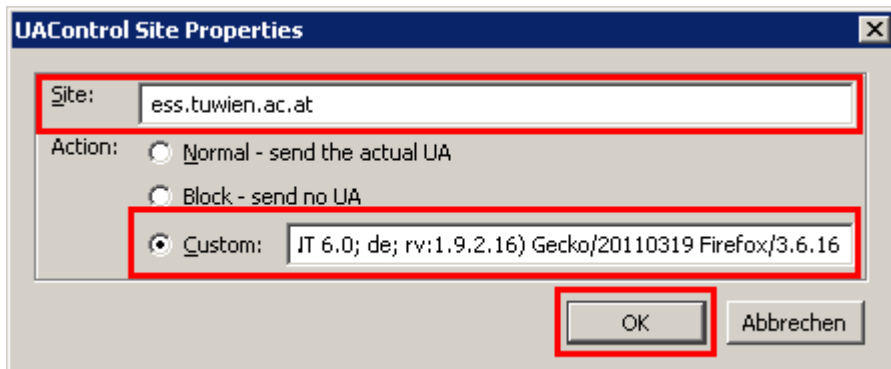 UAControl Site Properties
Site: ess.tuwien.ac.at
Action: Normal - send the actual UA
Block - send no UA
Custom: NT 6.0; de; rv:1.9.2.16) Gecko/20110319 Firefox/3.6.16
OK Abbrechen